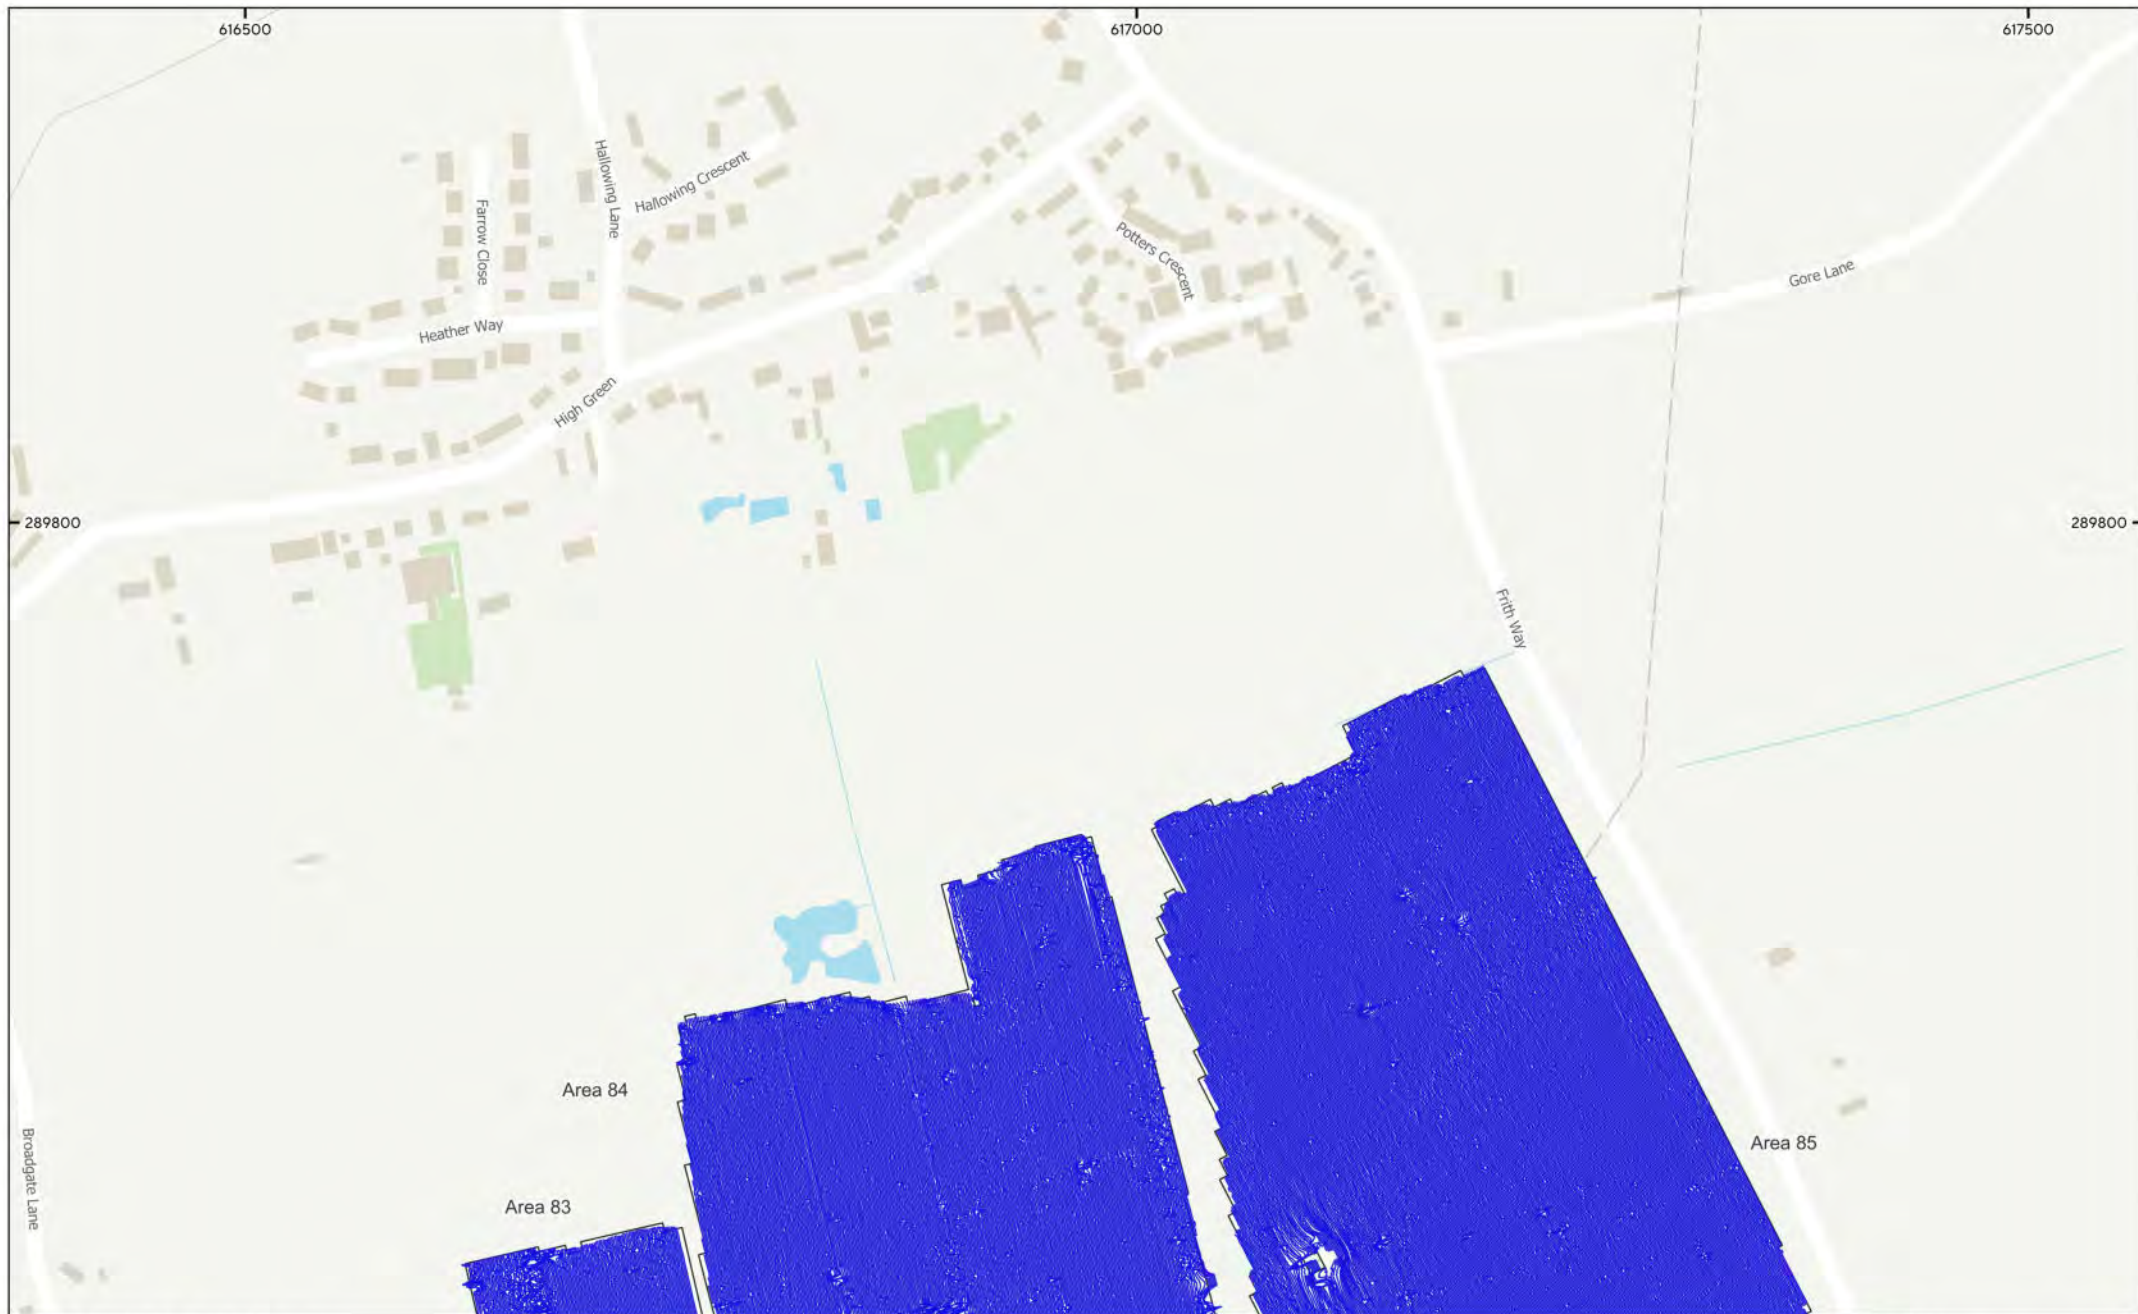 616500
617000
617500
Hallowing Lane
Hallowing Crescent
Farrow Close
Potters Crescent
Gore Lane
Heather Way
High Green
289800
289800
Frith Way
Area 84
Area 85
Broadgate Lane
Area 83